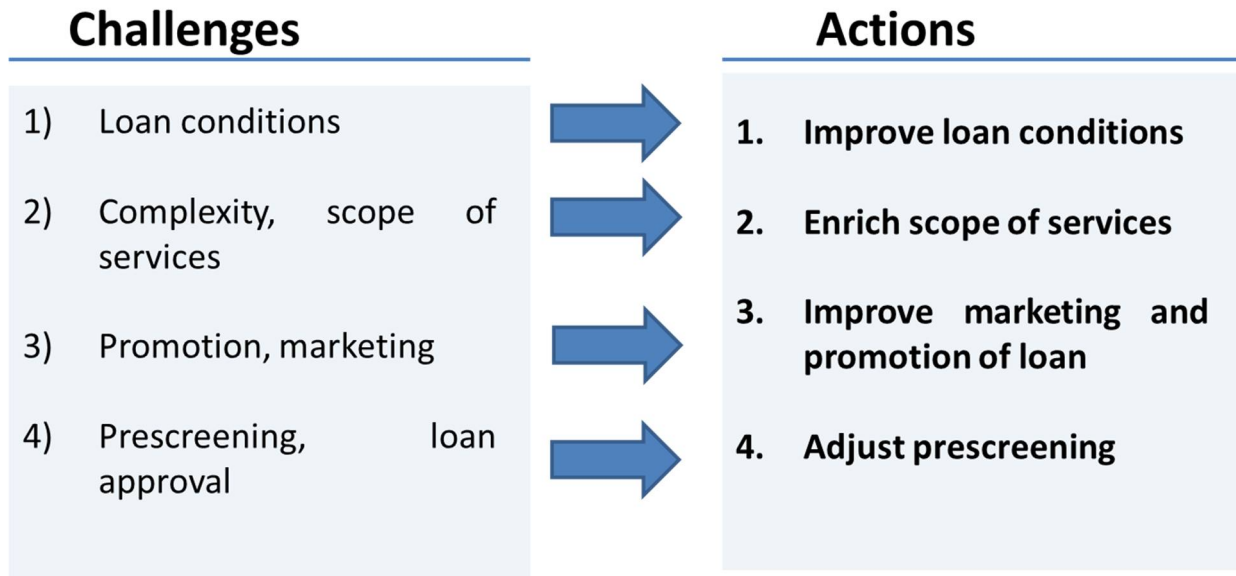 Challenges
1) Loan conditions
2) Complexity, scope of
services
3) Promotion, marketing
4) Prescreening, loan
approval
Actions
1. Improve loan conditions
2. Enrich scope of services
3. Improve marketing and
promotion of loan
4. Adjust prescreening